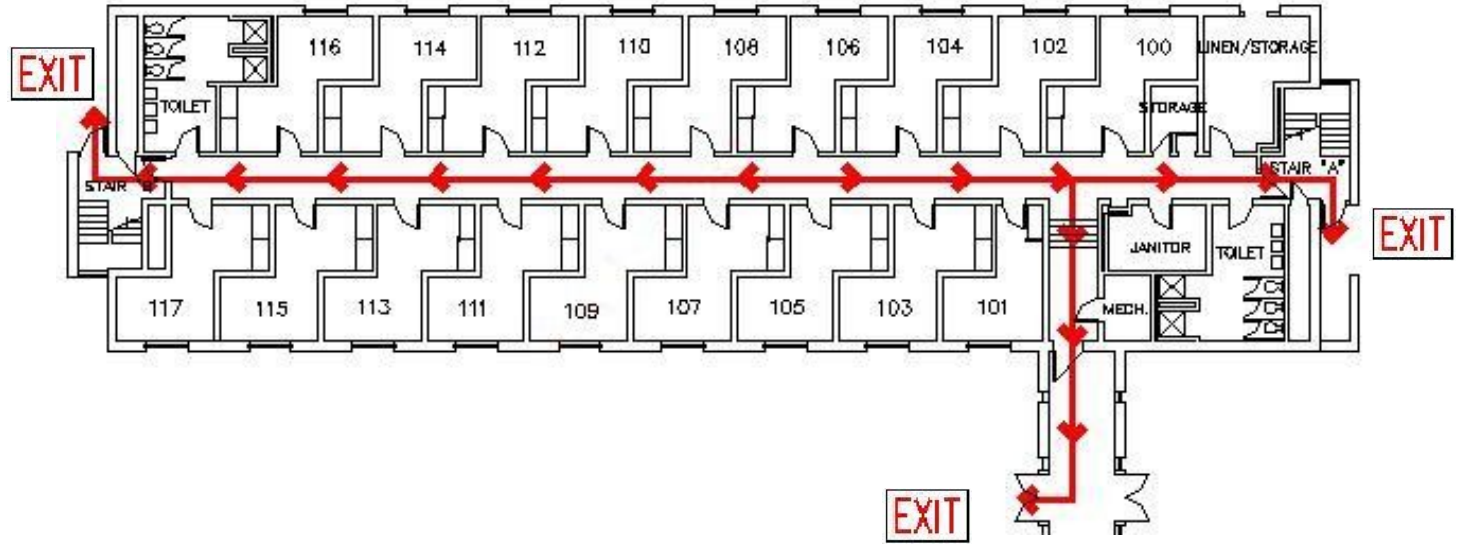 116 114 112 110 108 106 104 102 100 LINEN/STORAGE
EXIT
TOILET
STORAGE
STAIR "A"
STAIR B
EXIT
JANITOR
TOILET
117 115 113 111 109 107 105 103 101
MECH.
EXIT